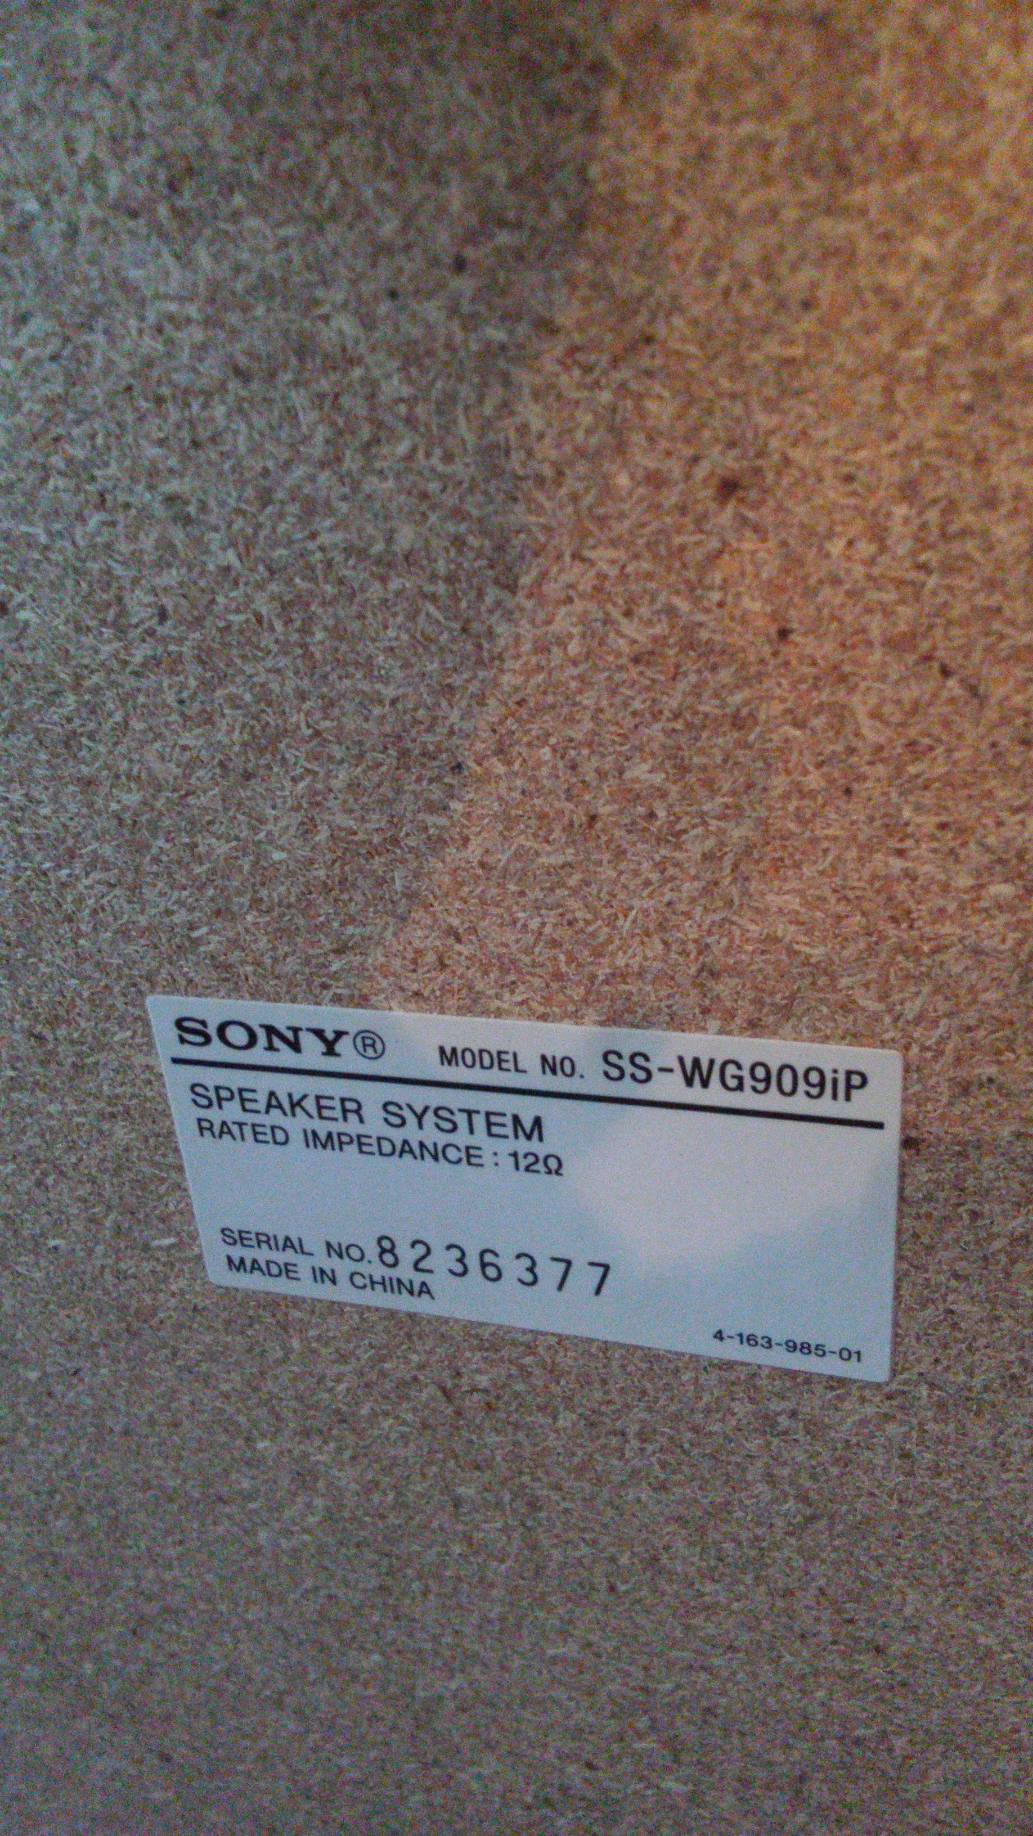 SONY® MODEL NO. SS-WG909iP
SPEAKER SYSTEM
RATED IMPEDANCE : 12Ω
SERIAL NO. 8236377
MADE IN CHINA
4-163-985-01